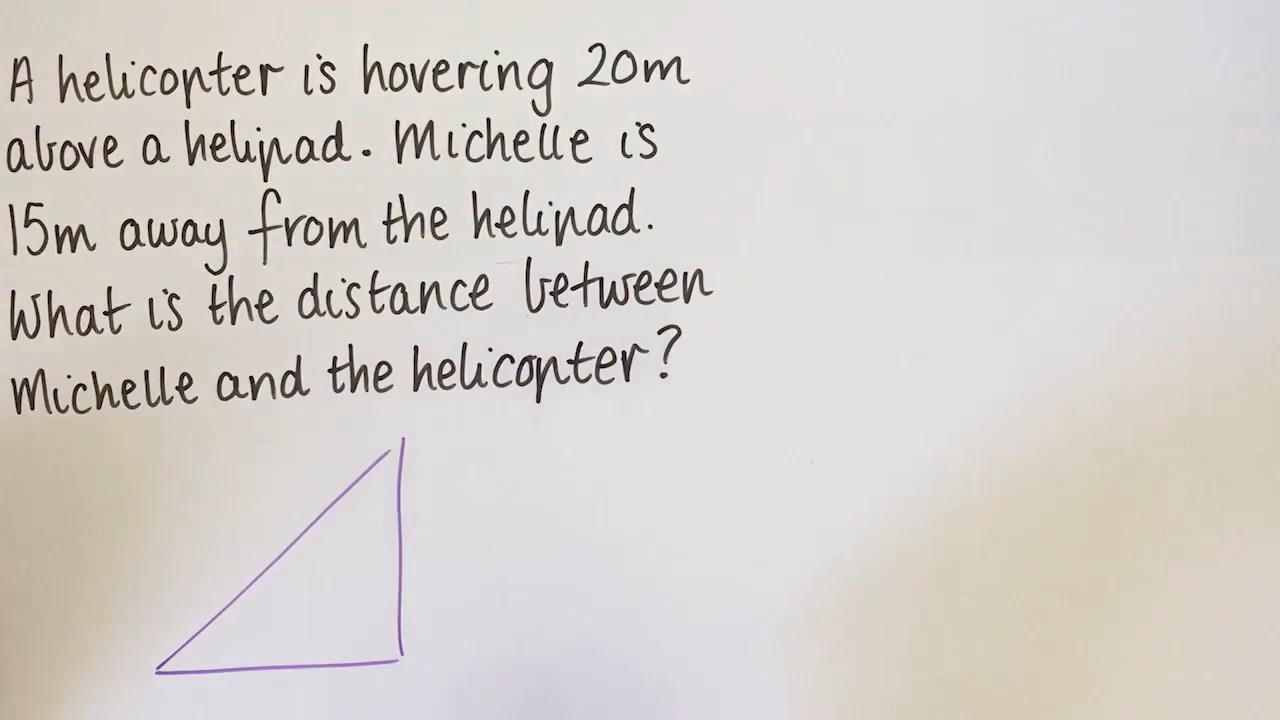 A helicopter is hovering 20m
above a helipad. Michelle is
15m away from the helipad.
What is the distance between
Michelle and the helicopter?